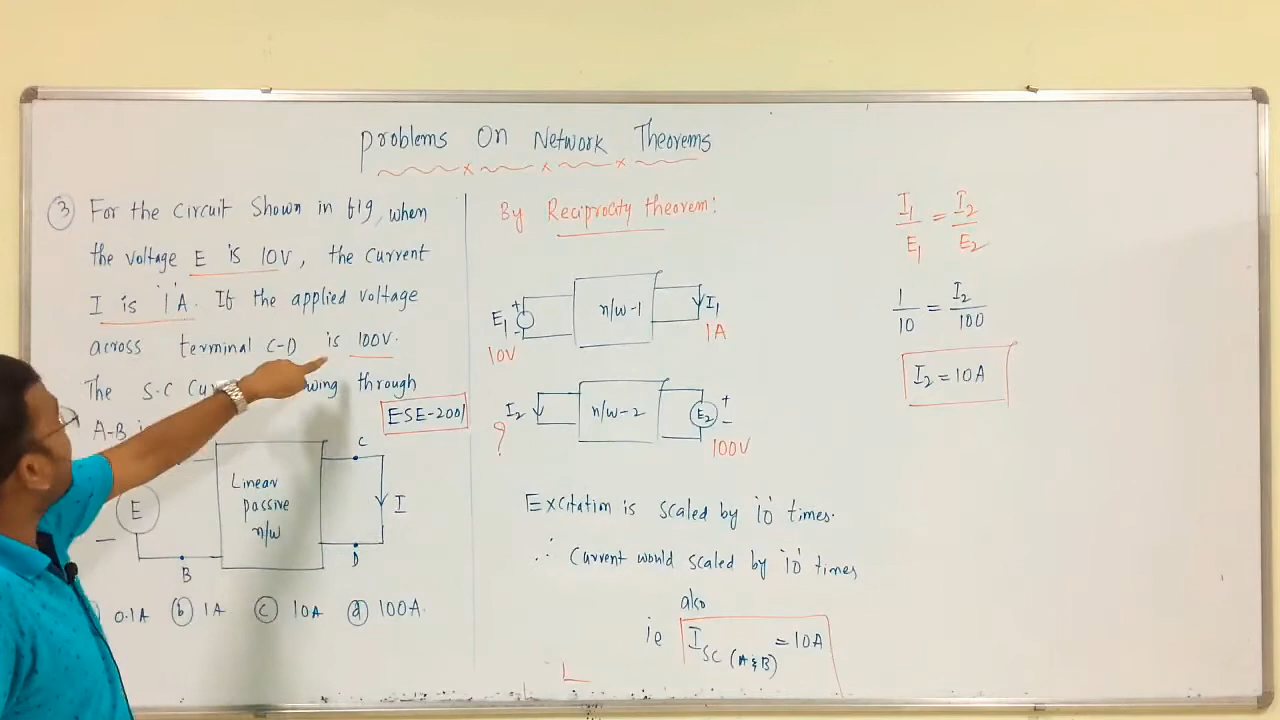 Problems On Network Theorems
③ For the circuit Shown in fig, when
the voltage E is 10V, the current
I is '1'A. If the applied voltage
across terminal C-D is 100V.
The S.C through
A-B
ESE-2001
C
Linear
passive
n/w
E
I
B
D
0.1A ⓑ 1A ⓒ 10A ⓓ 100A.
By Reciprocity theorem:
E1 + - n/w-1 I1
10V 1A
I2 n/w-2 E2 + -
? 100V
Excitation is scaled by '10' times.
∴ Current would scaled by '10' times
also
ie I SC (A & B) = 10A
I1/E1 = I2/E2
1/10 = I2/100
I2 = 10A